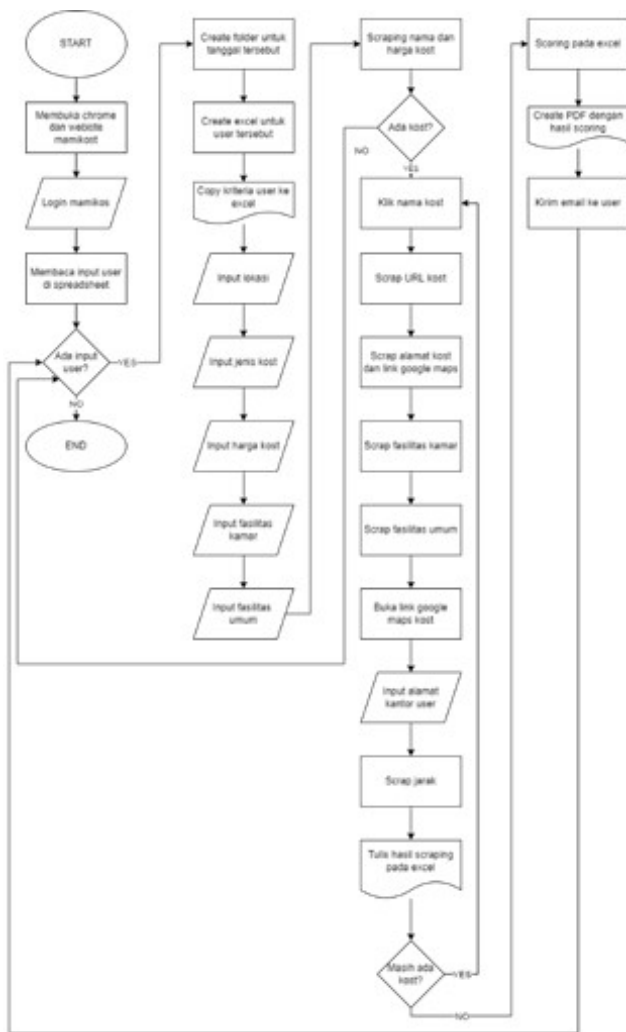 START
Membuka chrome
dan website
mamikost
Login mamikos
Membaca input user
di spreadsheet
Ada input
user?
YES
NO
END
Create folder untuk
tanggal tersebut
Create excel untuk
user tersebut
Copy kriteria user ke
excel
Input lokasi
Input jenis kost
Input harga kost
Input fasilitas
kamar
Input fasilitas
umum
Scraping nama dan
harga kost
Ada kost?
NO
YES
Klik nama kost
Scrap URL kost
Scrap alamat kost
dan link google maps
Scrap fasilitas kamar
Scrap fasilitas umum
Buka link google
maps kost
Input alamat
kantor user
Scrap jarak
Tulis hasil scraping
pada excel
Masih ada
kost?
YES
NO
Scoring pada excel
Create PDF dengan
hasil scoring
Kirim email ke user